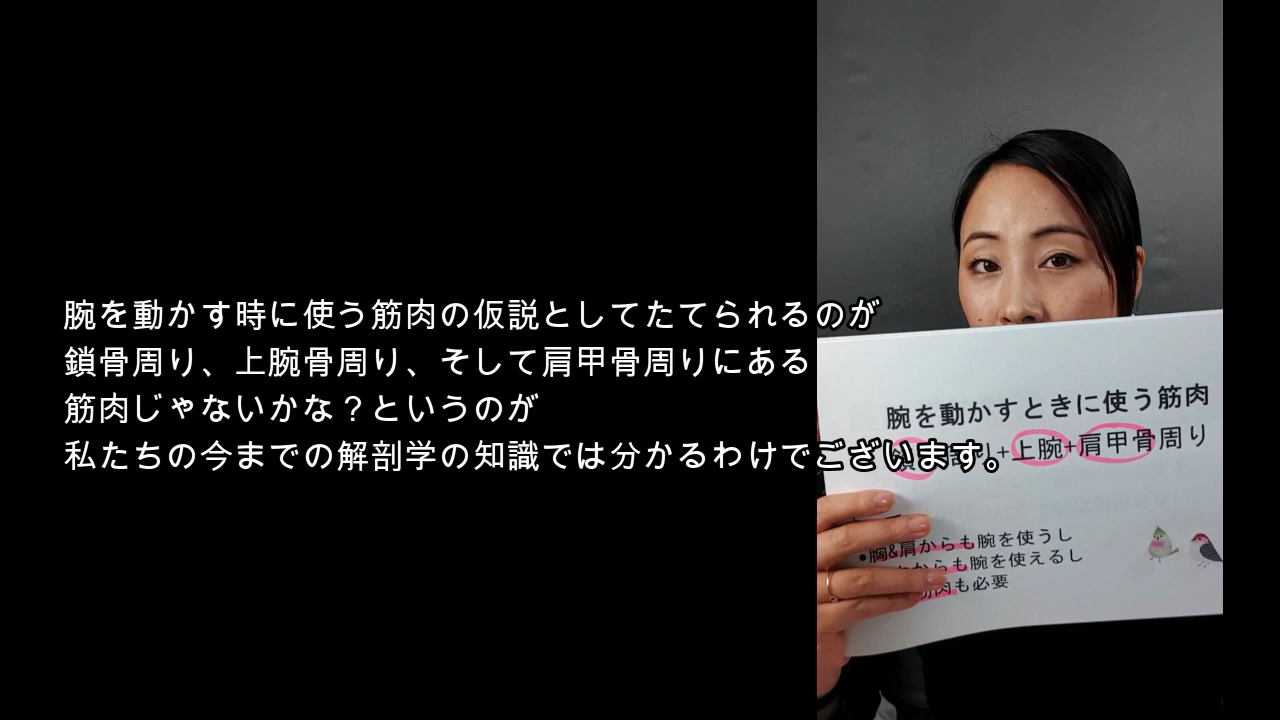 腕を動かす時に使う筋肉の仮説としてたてられるのが
鎖骨周り、上腕骨周り、そして肩甲骨周りにある
筋肉じゃないかな？というのが
私たちの今までの解剖学の知識では分かるわけでございます。
腕を動かすときに使う筋肉
+上腕+肩甲骨周り
•胸&肩からも腕を使うし
からも腕を使えるし
筋肉も必要